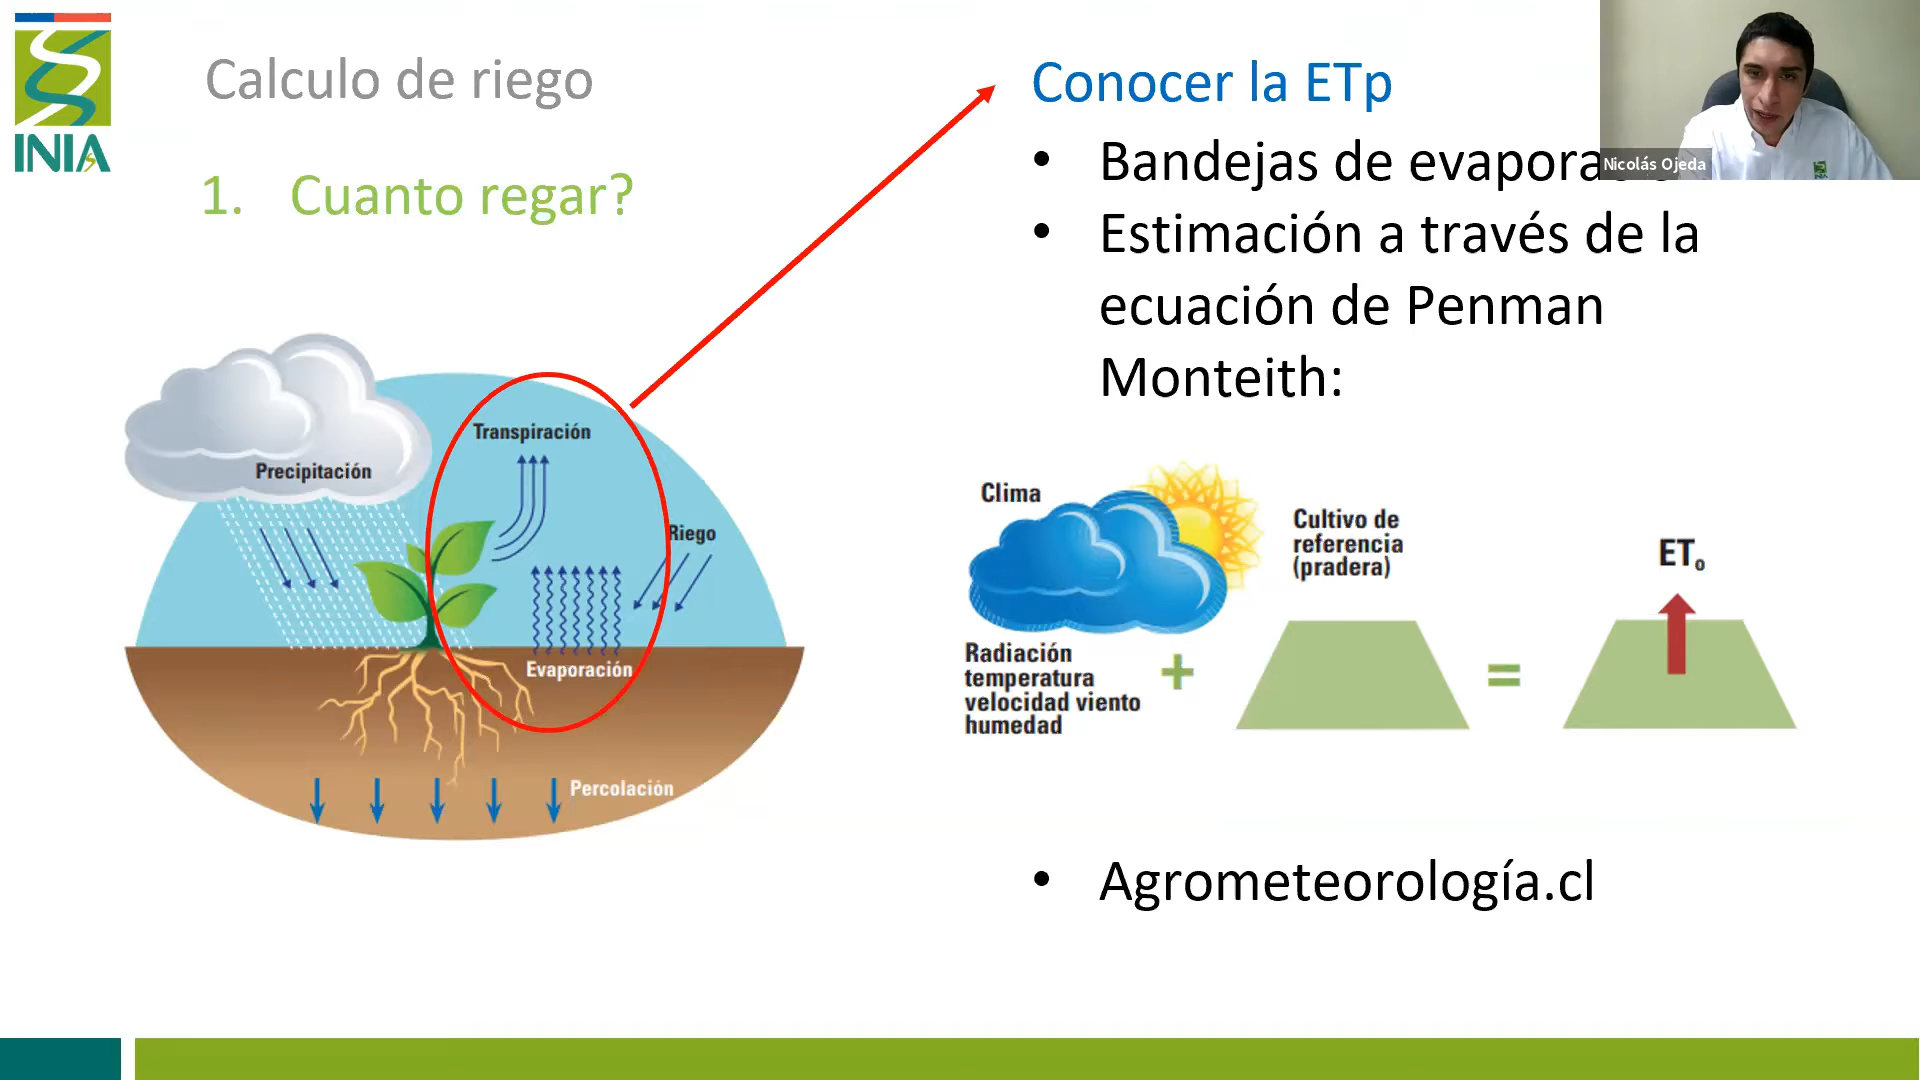 INIA
Calculo de riego
1. Cuanto regar?
Conocer la ETp
• Bandejas de
• Estimación a través de la
ecuación de Penman
Monteith:
Nicolás Ojeda
Transpiración
Precipitación
Riego
Evaporación
Percolación
Clima
Radiación
temperatura
velocidad viento
humedad
+
Cultivo de
referencia
(pradera)
=
ETo
• Agrometeorología.cl
INIA